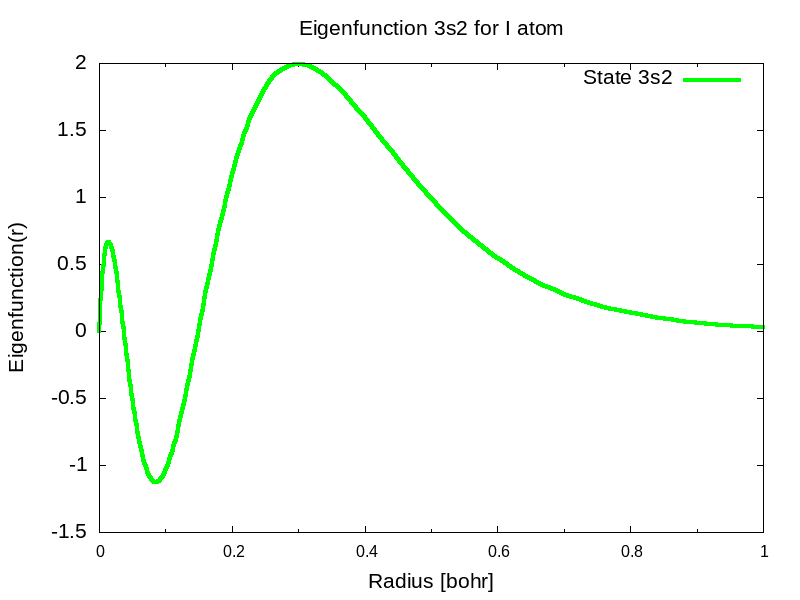 Eigenfunction 3s2 for I atom
State 3s2
2
1.5
1
0.5
0
-0.5
-1
-1.5
Eigenfunction(r)
0 0.2 0.4 0.6 0.8 1
Radius [bohr]